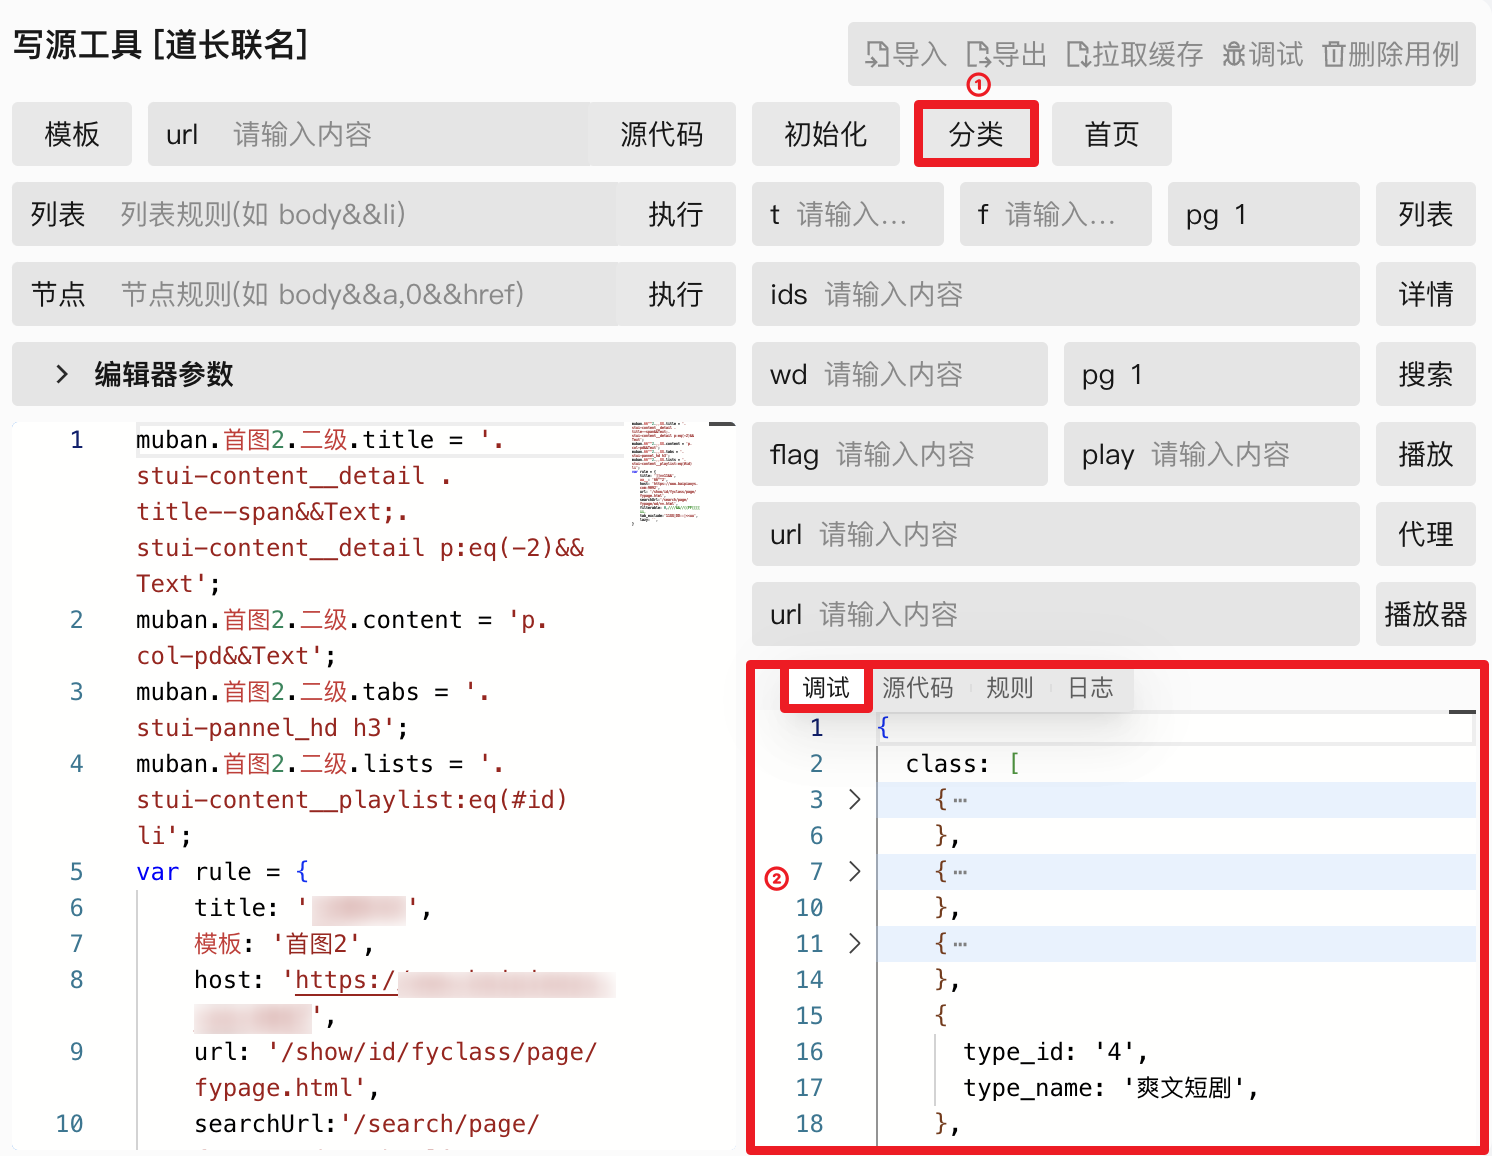 写源工具 [道长联名]
导入 导出 拉取缓存 调试 删除用例
①
模板 url 请输入内容 源代码 初始化 分类 首页
列表 列表规则(如 body&&li) 执行 t 请输入... f 请输入... pg 1 列表
节点 节点规则(如 body&&a,0&&href) 执行 ids 请输入内容 详情
编辑器参数 wd 请输入内容 pg 1 搜索
flag 请输入内容 play 请输入内容 播放
url 请输入内容 代理
url 请输入内容 播放器
1 muban.首图2.二级.title = '.
stui-content__detail .
title--span&&Text;.
stui-content__detail p:eq(-2)&&
Text';
2 muban.首图2.二级.content = 'p.
col-pd&&Text';
3 muban.首图2.二级.tabs = '.
stui-pannel_hd h3';
4 muban.首图2.二级.lists = '.
stui-content__playlist:eq(#id)
li';
5 var rule = {
6 title: '
',
7 模板: '首图2',
8 host: 'https:/
',
9 url: '/show/id/fyclass/page/
fypage.html',
10 searchUrl:'/search/page/
调试 源代码 规则 日志
1 {
2 class: [
3 {…
6 },
② 7 {…
10 },
11 {…
14 },
15 {
16 type_id: '4',
17 type_name: '爽文短剧',
18 },